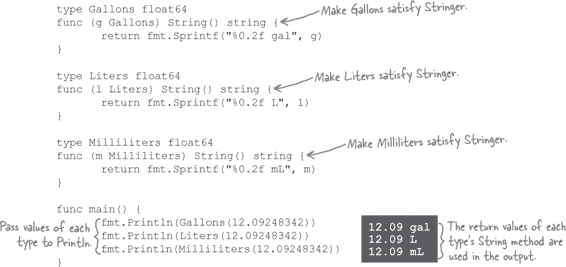 type Gallons float64
func (g Gallons) String() string {
Make Gallons satisfy Stringer.
return fmt.Sprintf("%0.2f gal", g)
}
type Liters float64
func (l Liters) String() string {
Make Liters satisfy Stringer.
return fmt.Sprintf("%0.2f L", l)
}
type Milliliters float64
func (m Milliliters) String() string {
Make Milliliters satisfy Stringer.
return fmt.Sprintf("%0.2f mL", m)
}
func main() {
Pass values of each
type to Println.
fmt.Println(Gallons(12.09248342))
fmt.Println(Liters(12.09248342))
fmt.Println(Milliliters(12.09248342))
}
12.09 gal
12.09 L
12.09 mL
The return values of each
type's String method are
used in the output.